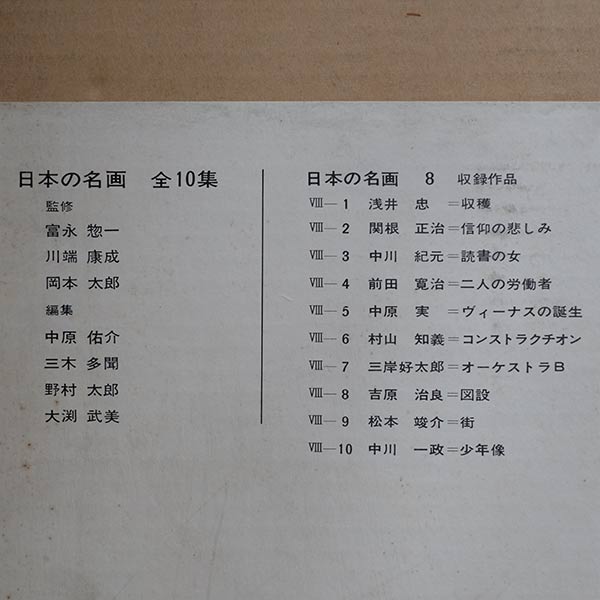 日本の名画 全10集
監修
富永 惣一
川端 康成
岡本 太郎
編集
中原 佑介
三木 多聞
野村 太郎
大渕 武美
日本の名画 8 収録作品
Ⅷ―1 浅井 忠＝収穫
Ⅷ―2 関根 正治＝信仰の悲しみ
Ⅷ―3 中川 紀元＝読書の女
Ⅷ―4 前田 寛治＝二人の労働者
Ⅷ―5 中原 実＝ヴィーナスの誕生
Ⅷ―6 村山 知義＝コンストラクチオン
Ⅷ―7 三岸好太郎＝オーケストラB
Ⅷ―8 吉原 治良＝図説
Ⅷ―9 松本 竣介＝街
Ⅷ―10 中川 一政＝少年像